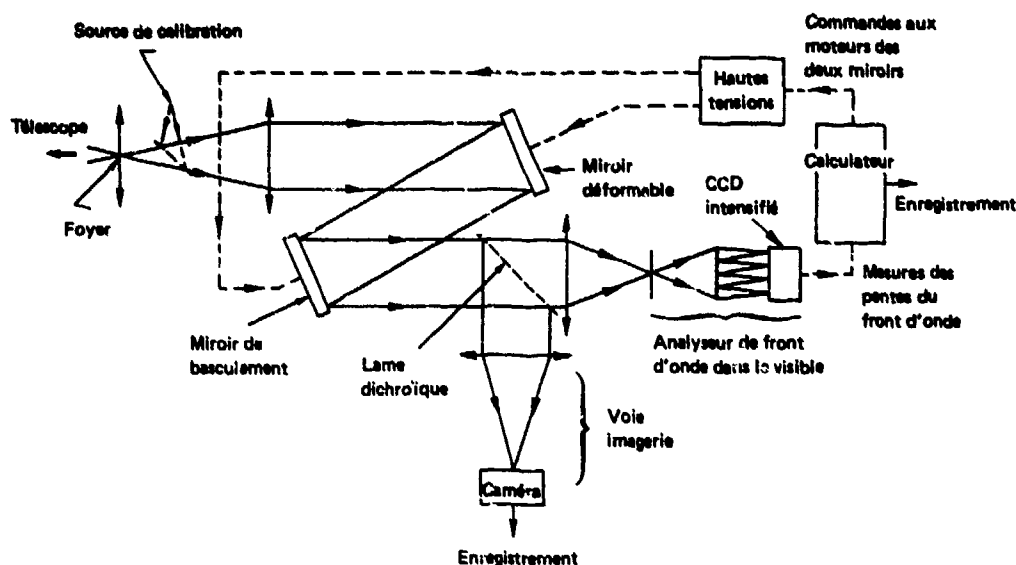 Source de calibration
Commandes aux
moteurs des
deux miroirs
Hautes
tensions
Télescope
Miroir
déformable
Calculateur
CCD
intensifié
Enregistrement
Foyer
Mesures des
pentes du
front d'onde
Miroir de
basculement
Lame
dichroïque
Analyseur de front
d'onde dans le visible
Voie
imagerie
Caméra
Enregistrement